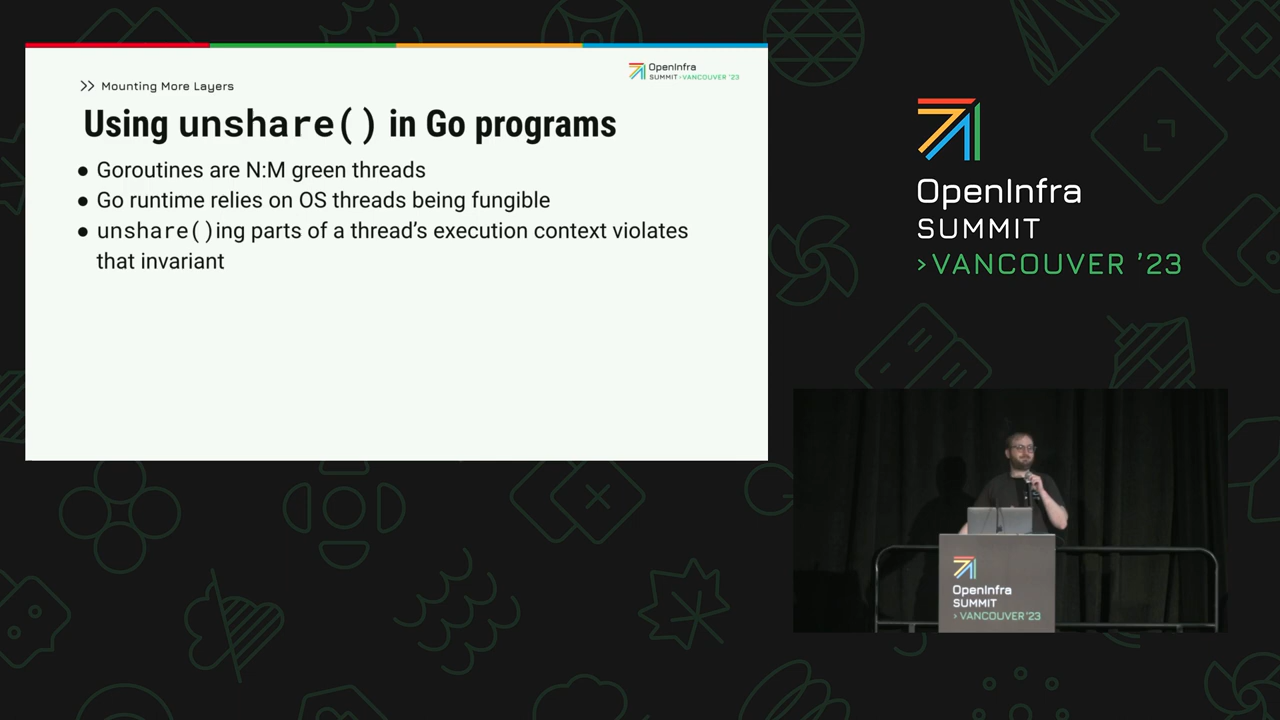 >> Mounting More Layers
OpenInfra
SUMMIT >VANCOUVER '23
Using unshare() in Go programs
● Goroutines are N:M green threads
● Go runtime relies on OS threads being fungible
● unshare()ing parts of a thread’s execution context violates
that invariant
OpenInfra
SUMMIT
>VANCOUVER ’23
OpenInfra
SUMMIT
>VANCOUVER'23